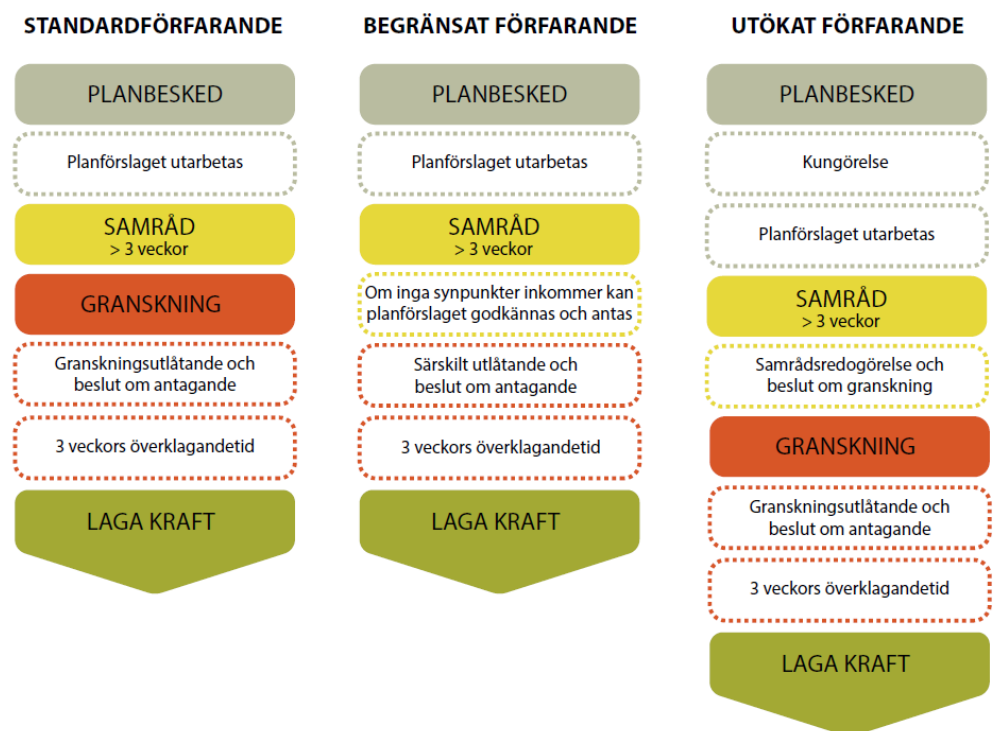 STANDARDFÖRFARANDE
PLANBESKED
Planförslaget utarbetas
SAMRÅD
> 3 veckor
GRANSKNING
Granskningsutlåtande och
beslut om antagande
3 veckors överklagandetid
LAGA KRAFT
BEGRÄNSAT FÖRFARANDE
PLANBESKED
Planförslaget utarbetas
SAMRÅD
> 3 veckor
Om inga synpunkter inkommer kan
planförslaget godkännas och antas
Särskilt utlåtande och
beslut om antagande
3 veckors överklagandetid
LAGA KRAFT
UTÖKAT FÖRFARANDE
PLANBESKED
Kungörelse
Planförslaget utarbetas
SAMRÅD
> 3 veckor
Samrådsredogörelse och
beslut om granskning
GRANSKNING
Granskningsutlåtande och
beslut om antagande
3 veckors överklagandetid
LAGA KRAFT